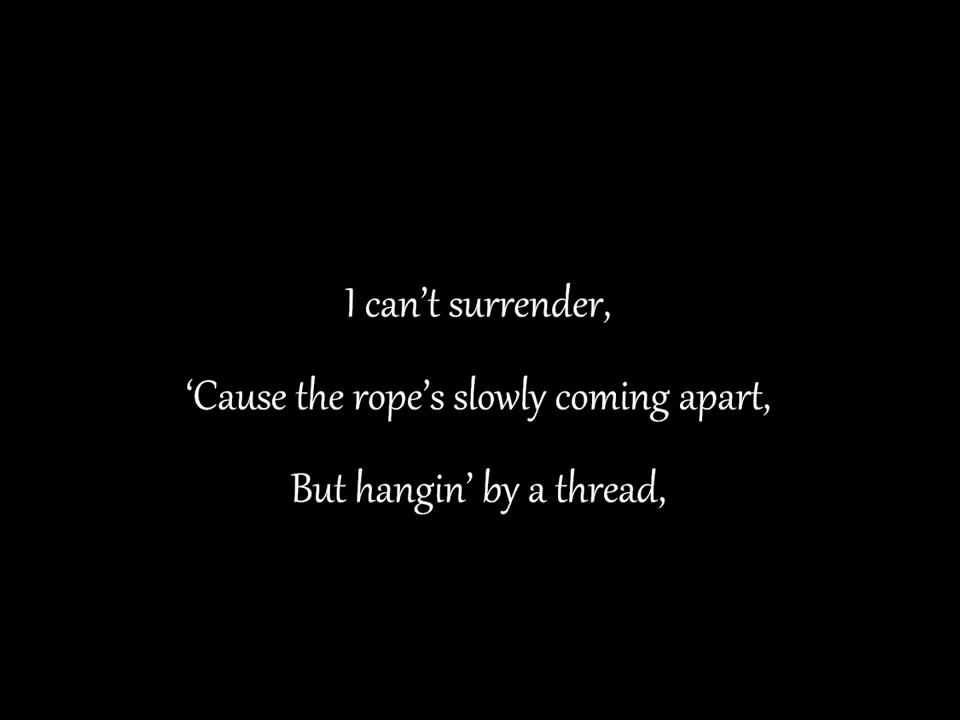 I can’t surrender,
‘Cause the rope’s slowly coming apart,
But hangin’ by a thread,